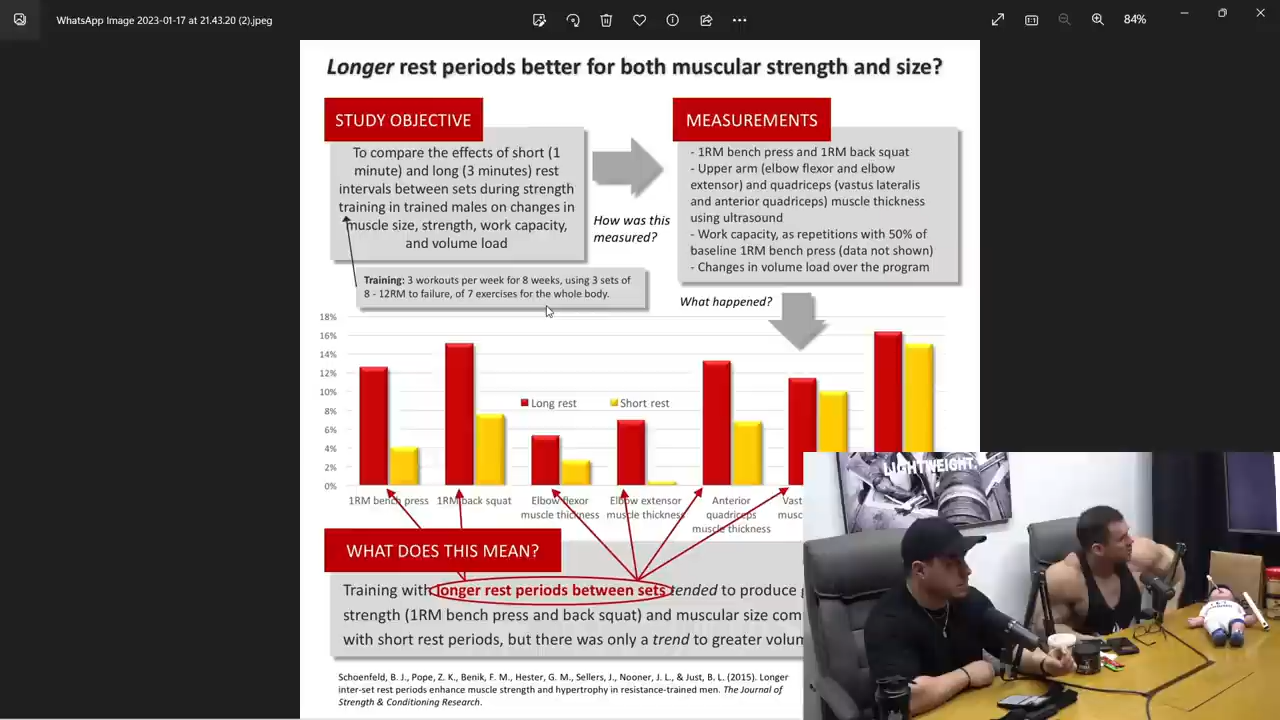 WhatsApp Image 2023-01-17 at 21.43.20 (2).jpeg
84%
Longer rest periods better for both muscular strength and size?
STUDY OBJECTIVE
To compare the effects of short (1
minute) and long (3 minutes) rest
intervals between sets during strength
training in trained males on changes in
muscle size, strength, work capacity,
and volume load
How was this
measured?
MEASUREMENTS
- 1RM bench press and 1RM back squat
- Upper arm (elbow flexor and elbow
extensor) and quadriceps (vastus lateralis
and anterior quadriceps) muscle thickness
using ultrasound
- Work capacity, as repetitions with 50% of
baseline 1RM bench press (data not shown)
- Changes in volume load over the program
Training: 3 workouts per week for 8 weeks, using 3 sets of
8 - 12RM to failure, of 7 exercises for the whole body.
What happened?
18%
16%
14%
12%
10%
8%
6%
4%
2%
0%
Long rest
Short rest
1RM bench press
1RM back squat
Elbow flexor
muscle thickness
Elbow extensor
muscle thickness
Anterior
quadriceps
muscle thickness
WHAT DOES THIS MEAN?
Training with longer rest periods between sets tended to produce
strength (1RM bench press and back squat) and muscular size
with short rest periods, but there was only a trend to greater
Schoenfeld, B. J., Pope, Z. K., Benik, F. M., Hester, G. M., Sellers, J., Nooner, J. L., & Just, B. L. (2015). Longer
inter-set rest periods enhance muscle strength and hypertrophy in resistance-trained men. The Journal of
Strength & Conditioning Research.
LIGHTWEIGHT.